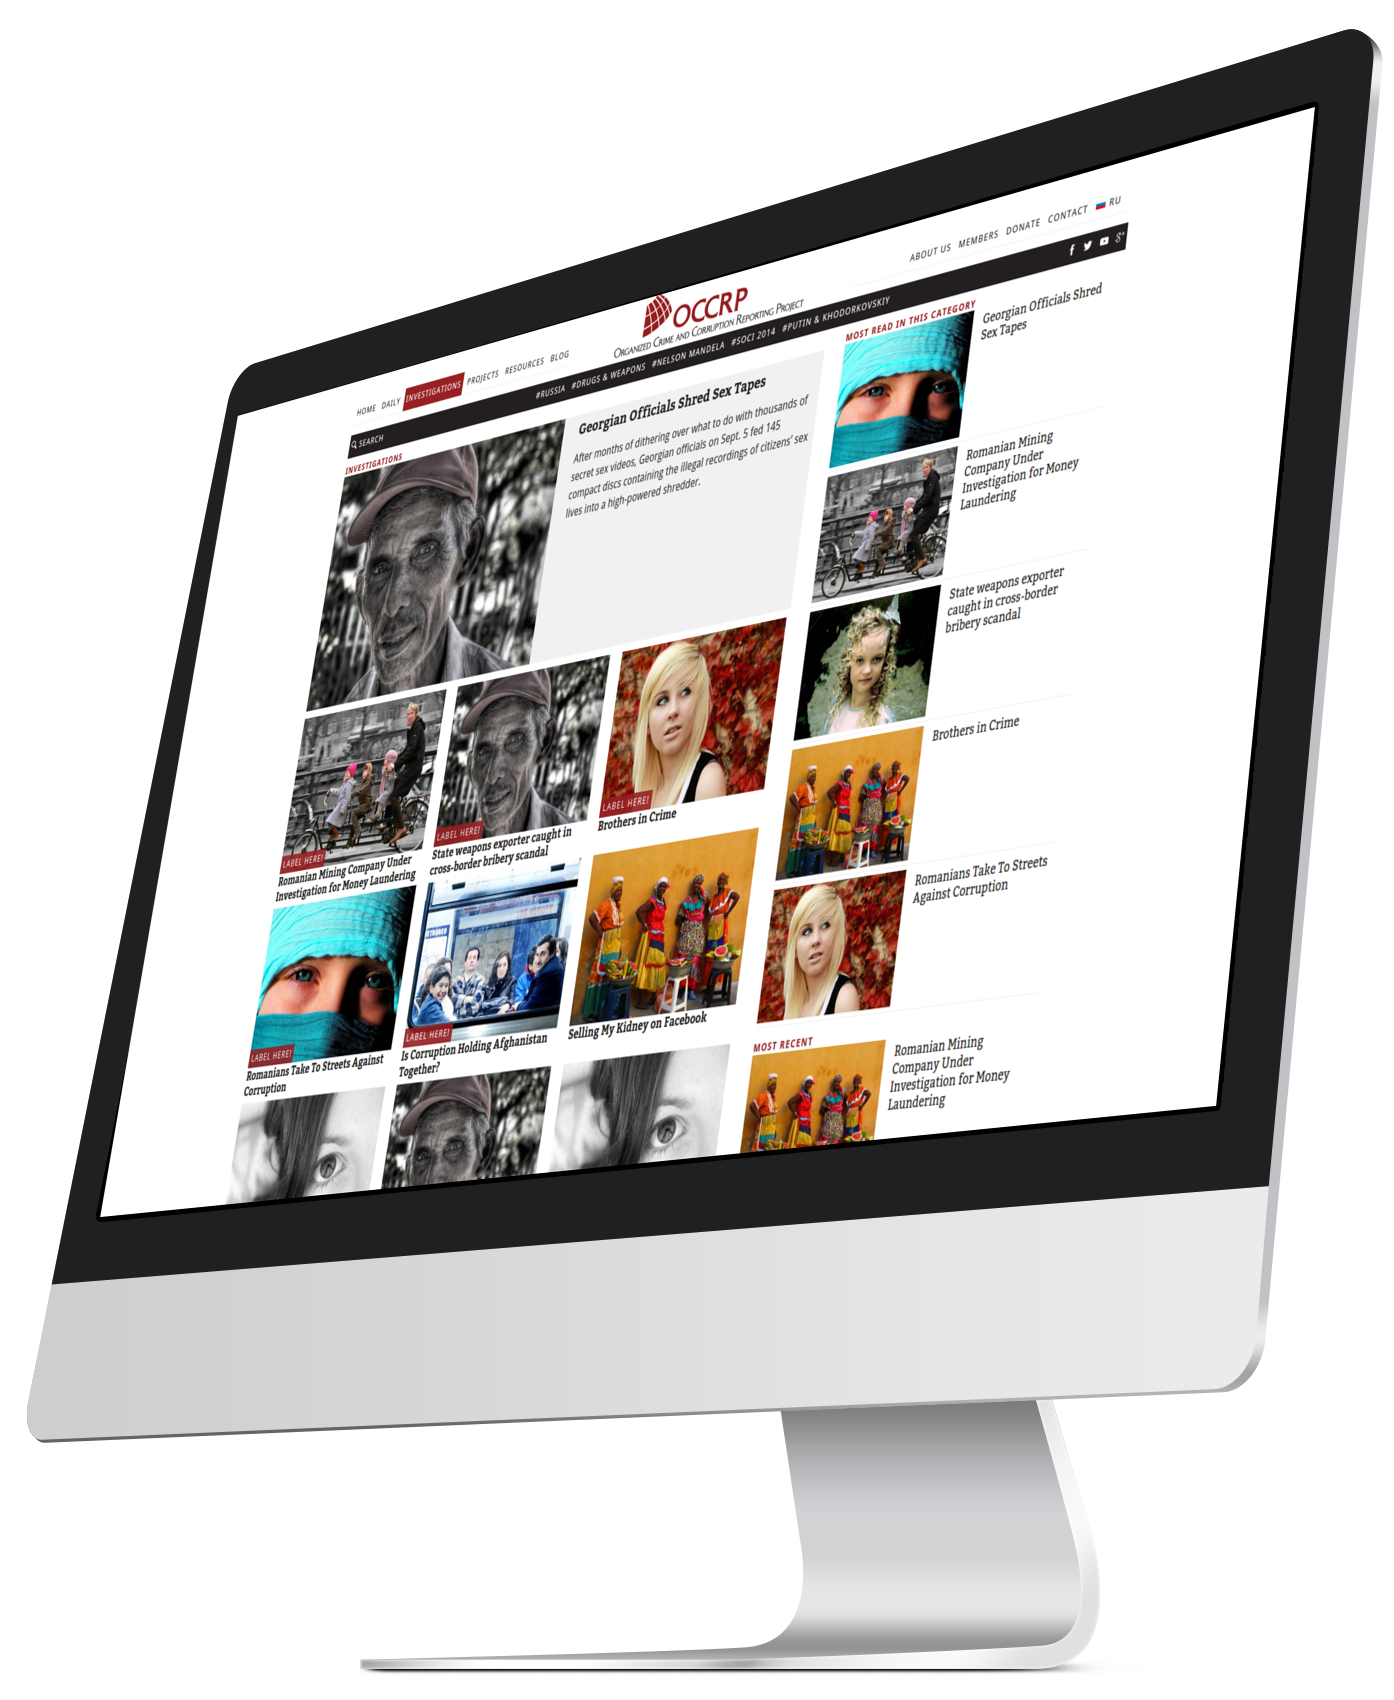 ABOUT US MEMBERS DONATE CONTACT RU
OCCRP
ORGANIZED CRIME AND CORRUPTION REPORTING PROJECT
HOME DAILY INVESTIGATIONS PROJECTS RESOURCES BLOG
SEARCH
#RUSSIA #DRUGS & WEAPONS #NELSON MANDELA #SOCI 2014 #PUTIN & KHODORKOVSKIY
INVESTIGATIONS
Georgian Officials Shred Sex Tapes
After months of dithering over what to do with thousands of
secret sex videos, Georgian officials on Sept. 5 fed 145
compact discs containing the illegal recordings of citizens' sex
lives into a high-powered shredder.
LABEL HERE!
Romanian Mining Company Under
Investigation for Money Laundering
LABEL HERE!
State weapons exporter caught in
cross-border bribery scandal
LABEL HERE!
Brothers in Crime
LABEL HERE!
Romanians Take To Streets Against
Corruption
LABEL HERE!
Is Corruption Holding Afghanistan
Together?
Selling My Kidney on Facebook
MOST READ IN THIS CATEGORY
Georgian Officials Shred
Sex Tapes
Romanian Mining
Company Under
Investigation for Money
Laundering
State weapons exporter
caught in cross-border
bribery scandal
Brothers in Crime
Romanians Take To Streets
Against Corruption
MOST RECENT
Romanian Mining
Company Under
Investigation for Money
Laundering